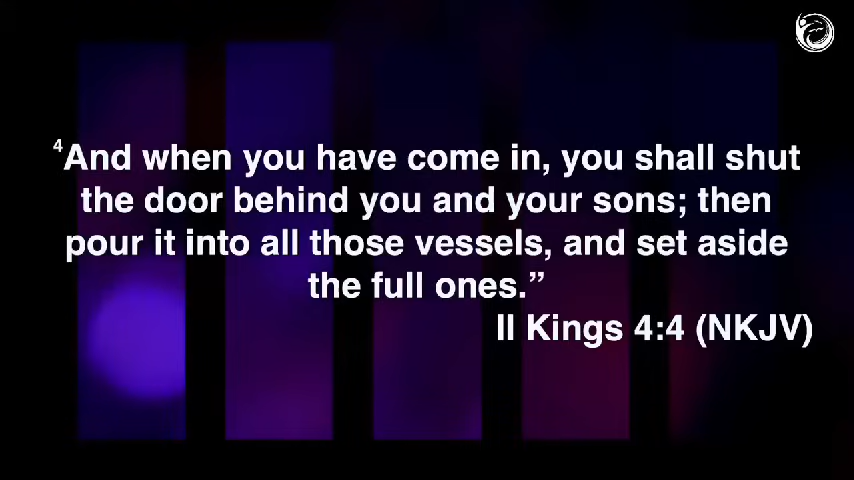 4And when you have come in, you shall shut
the door behind you and your sons; then
pour it into all those vessels, and set aside
the full ones.”
II Kings 4:4 (NKJV)